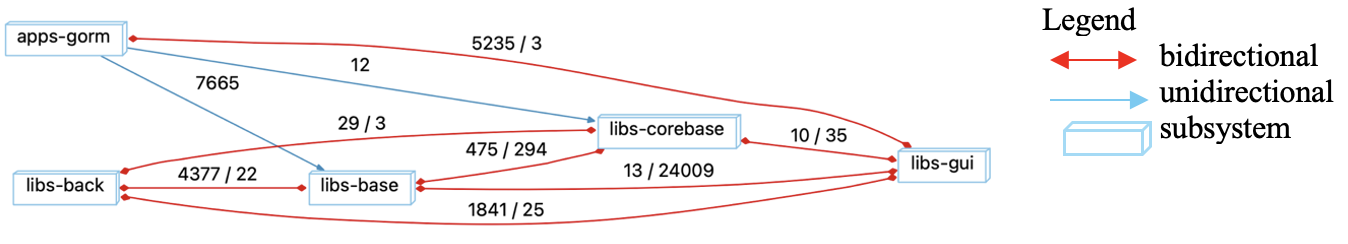 apps-gorm
5235 / 3
12
7665
29 / 3
libs-corebase
10 / 35
475 / 294
libs-gui
4377 / 22
13 / 24009
libs-back
libs-base
1841 / 25
Legend
bidirectional
unidirectional
subsystem